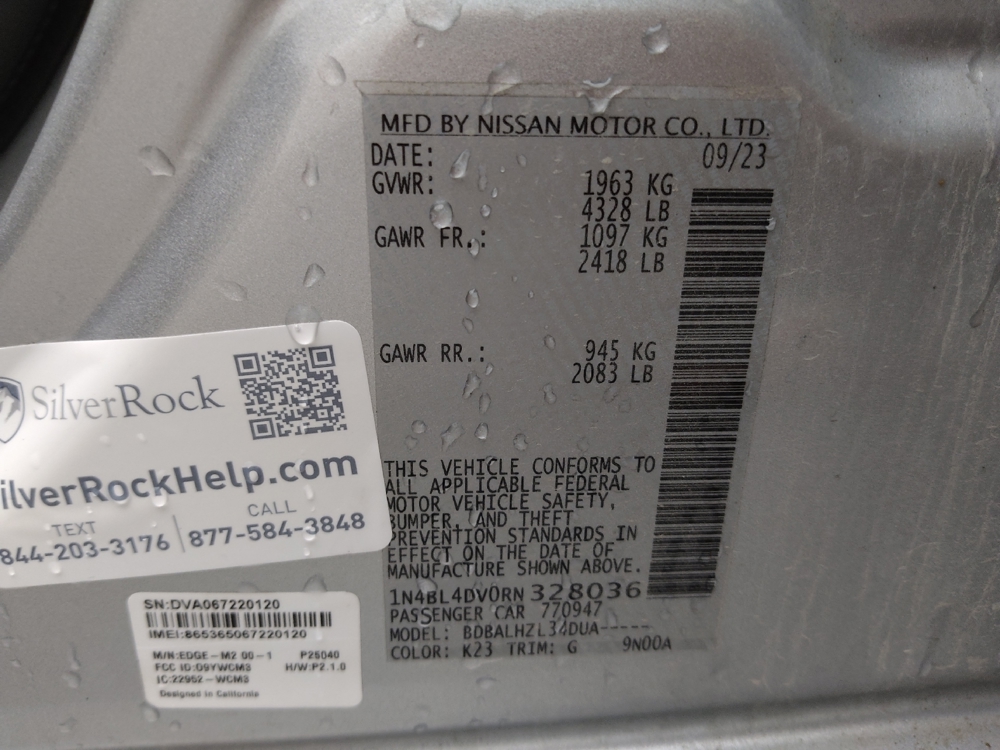 MFD BY NISSAN MOTOR CO., LTD.
DATE: 09/23
GVWR: 1963 KG
4328 LB
GAWR FR.: 1097 KG
2418 LB
GAWR RR.: 945 KG
2083 LB
THIS VEHICLE CONFORMS TO
ALL APPLICABLE FEDERAL
MOTOR VEHICLE SAFETY,
BUMPER, AND THEFT
PREVENTION STANDARDS IN
EFFECT ON THE DATE OF
MANUFACTURE SHOWN ABOVE.
1N4BL4DV0RN328036
PASSENGER CAR 770947
MODEL: BDBALHZL34DUA-----
COLOR: K23 TRIM: G 9N00A
SilverRock
ilverRockHelp.com
TEXT CALL
844-203-3176 877-584-3848
SN:DVA067220120
IMEI:865365067220120
M/N:EDGE-M2 00-1 P25040
FCC ID:O9YWCM3 H/W:P2.1.0
IC:22952-WCM3
Designed in California